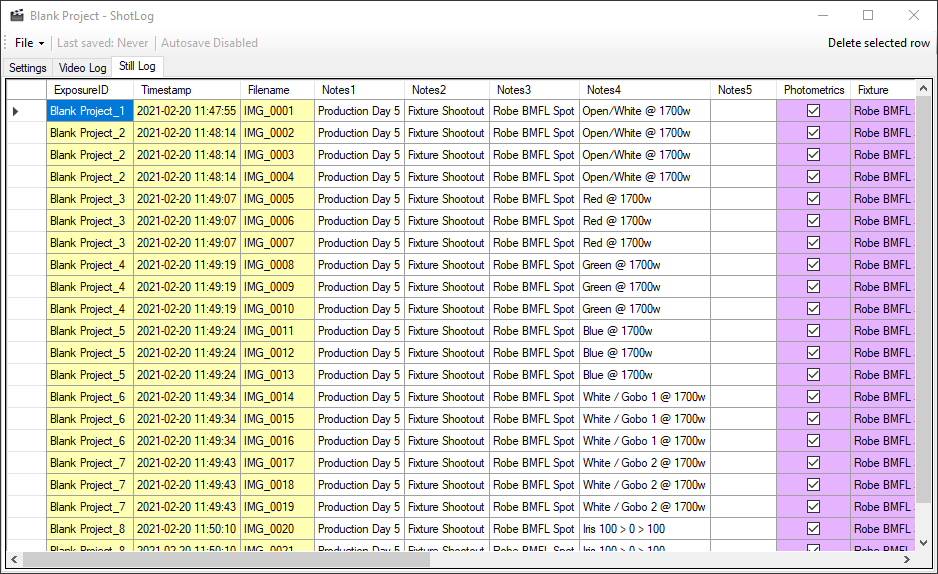 Blank Project - ShotLog
File Last saved: Never Autosave Disabled Delete selected row
Settings Video Log Still Log
ExposureID Timestamp Filename Notes1 Notes2 Notes3 Notes4 Notes5 Photometrics Fixture
Blank Project_1 2021-02-20 11:47:55 IMG_0001 Production Day 5 Fixture Shootout Robe BMFL Spot Open/White @ 1700w Robe BMFL
Blank Project_2 2021-02-20 11:48:14 IMG_0002 Production Day 5 Fixture Shootout Robe BMFL Spot Open/White @ 1700w Robe BMFL
Blank Project_2 2021-02-20 11:48:14 IMG_0003 Production Day 5 Fixture Shootout Robe BMFL Spot Open/White @ 1700w Robe BMFL
Blank Project_2 2021-02-20 11:48:14 IMG_0004 Production Day 5 Fixture Shootout Robe BMFL Spot Open/White @ 1700w Robe BMFL
Blank Project_3 2021-02-20 11:49:07 IMG_0005 Production Day 5 Fixture Shootout Robe BMFL Spot Red @ 1700w Robe BMFL
Blank Project_3 2021-02-20 11:49:07 IMG_0006 Production Day 5 Fixture Shootout Robe BMFL Spot Red @ 1700w Robe BMFL
Blank Project_3 2021-02-20 11:49:07 IMG_0007 Production Day 5 Fixture Shootout Robe BMFL Spot Red @ 1700w Robe BMFL
Blank Project_4 2021-02-20 11:49:19 IMG_0008 Production Day 5 Fixture Shootout Robe BMFL Spot Green @ 1700w Robe BMFL
Blank Project_4 2021-02-20 11:49:19 IMG_0009 Production Day 5 Fixture Shootout Robe BMFL Spot Green @ 1700w Robe BMFL
Blank Project_4 2021-02-20 11:49:19 IMG_0010 Production Day 5 Fixture Shootout Robe BMFL Spot Green @ 1700w Robe BMFL
Blank Project_5 2021-02-20 11:49:24 IMG_0011 Production Day 5 Fixture Shootout Robe BMFL Spot Blue @ 1700w Robe BMFL
Blank Project_5 2021-02-20 11:49:24 IMG_0012 Production Day 5 Fixture Shootout Robe BMFL Spot Blue @ 1700w Robe BMFL
Blank Project_5 2021-02-20 11:49:24 IMG_0013 Production Day 5 Fixture Shootout Robe BMFL Spot Blue @ 1700w Robe BMFL
Blank Project_6 2021-02-20 11:49:34 IMG_0014 Production Day 5 Fixture Shootout Robe BMFL Spot White / Gobo 1 @ 1700w Robe BMFL
Blank Project_6 2021-02-20 11:49:34 IMG_0015 Production Day 5 Fixture Shootout Robe BMFL Spot White / Gobo 1 @ 1700w Robe BMFL
Blank Project_6 2021-02-20 11:49:34 IMG_0016 Production Day 5 Fixture Shootout Robe BMFL Spot White / Gobo 1 @ 1700w Robe BMFL
Blank Project_7 2021-02-20 11:49:43 IMG_0017 Production Day 5 Fixture Shootout Robe BMFL Spot White / Gobo 2 @ 1700w Robe BMFL
Blank Project_7 2021-02-20 11:49:43 IMG_0018 Production Day 5 Fixture Shootout Robe BMFL Spot White / Gobo 2 @ 1700w Robe BMFL
Blank Project_7 2021-02-20 11:49:43 IMG_0019 Production Day 5 Fixture Shootout Robe BMFL Spot White / Gobo 2 @ 1700w Robe BMFL
Blank Project_8 2021-02-20 11:50:10 IMG_0020 Production Day 5 Fixture Shootout Robe BMFL Spot Iris 100 > 0 > 100 Robe BMFL
Blank Project_8 2021-02-20 11:50:10 IMG_0021 Production Day 5 Fixture Shootout Robe BMFL Spot Iris 100 > 0 > 100 Robe BMFL